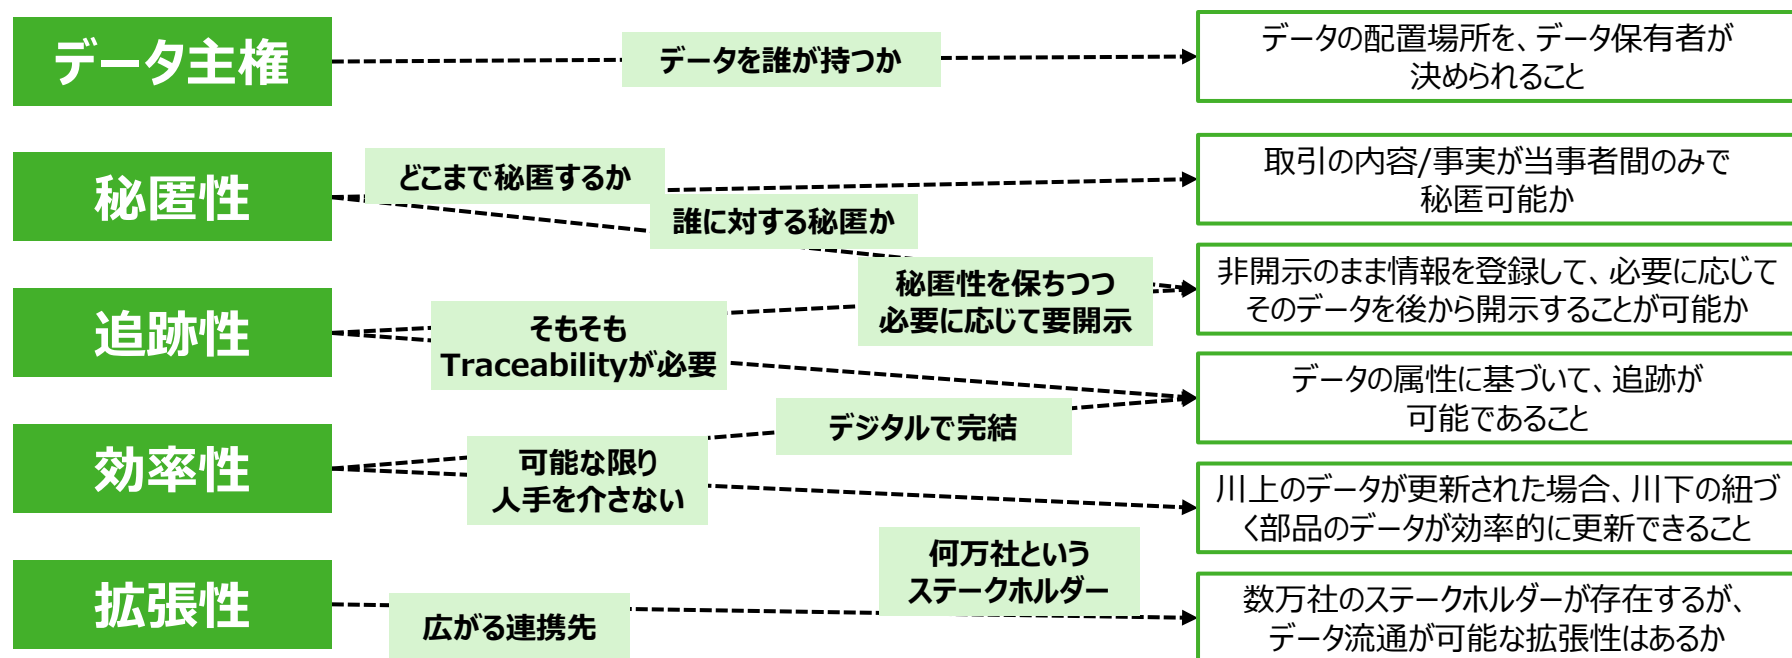 データ主権
データを誰が持つか
データの配置場所を、データ保有者が
決められること
秘匿性
どこまで秘匿するか
誰に対する秘匿か
取引の内容/事実が当事者間のみで
秘匿可能か
追跡性
そもそも
Traceabilityが必要
秘匿性を保ちつつ
必要に応じて要開示
非開示のまま情報を登録して、必要に応じて
そのデータを後から開示することが可能か
データの属性に基づいて、追跡が
可能であること
効率性
デジタルで完結
可能な限り
人手を介さない
川上のデータが更新された場合、川下の紐づ
く部品のデータが効率的に更新できること
拡張性
広がる連携先
何万社という
ステークホルダー
数万社のステークホルダーが存在するが、
データ流通が可能な拡張性はあるか